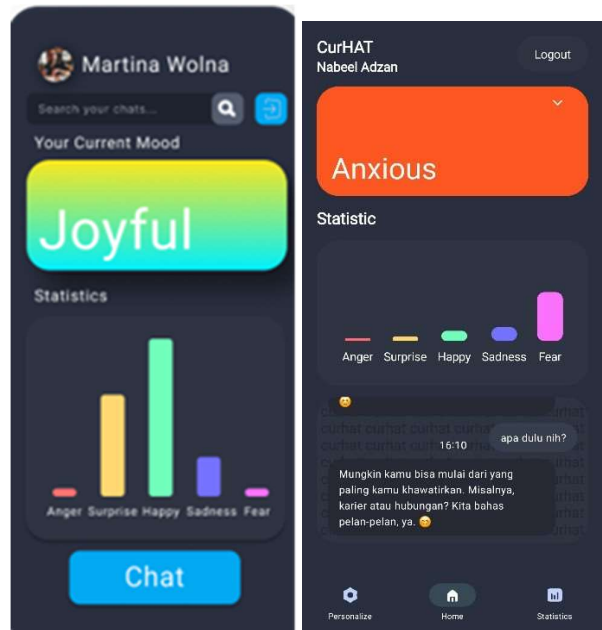 Martina Wolna
Search your chats...
Your Current Mood
Joyful
Statistics
Anger Surprise Happy Sadness Fear
Chat
CurHAT
Nabeel Adzan
Logout
Anxious
Statistic
Anger Surprise Happy Sadness Fear
16:10
apa dulu nih?
Mungkin kamu bisa mulai dari yang
paling kamu khawatirkan. Misalnya,
karier atau hubungan? Kita bahas
pelan-pelan, ya. 😊
Personalize
Home
Statistics